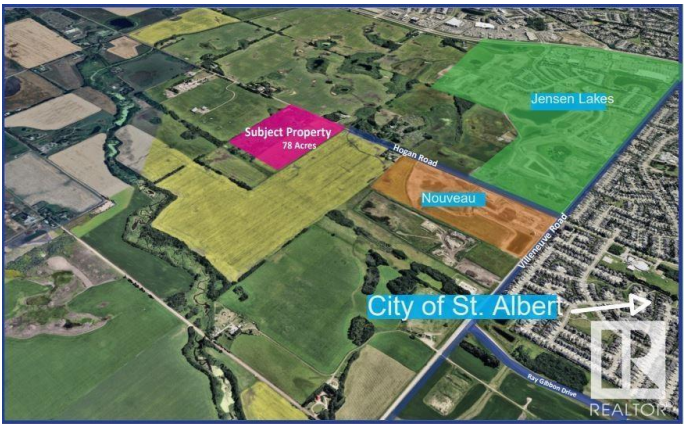 Jensen Lakes
Subject Property
78 Acres
Hogan Road
Nouveau
Villeneuve Road
City of St. Albert
Ray Gibbon Drive
REALTOR